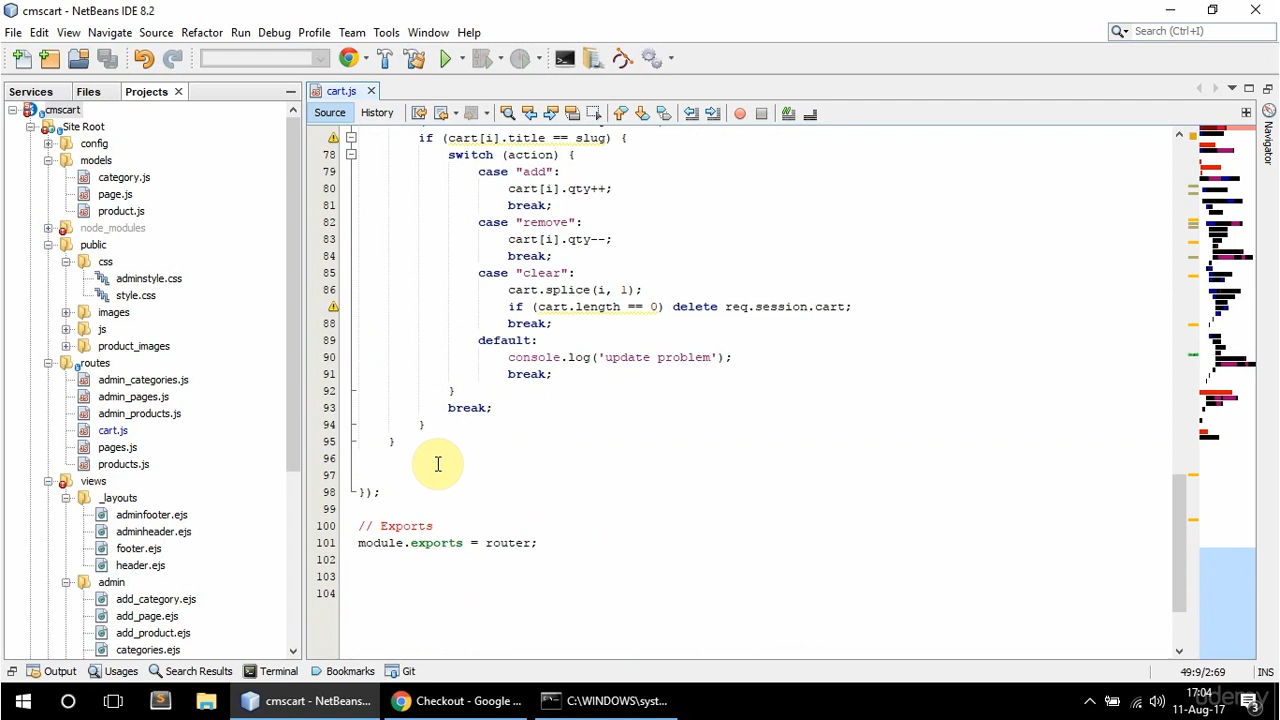 cmscart - NetBeans IDE 8.2
File Edit View Navigate Source Refactor Run Debug Profile Team Tools Window Help
Search (Ctrl+I)
Services Files Projects
cart.js
Source History
Navigator
cmscart
Site Root
config
models
category.js
page.js
product.js
node_modules
public
css
adminstyle.css
style.css
images
js
product_images
routes
admin_categories.js
admin_pages.js
admin_products.js
cart.js
pages.js
products.js
views
_layouts
adminfooter.ejs
adminheader.ejs
footer.ejs
header.ejs
admin
add_category.ejs
add_page.ejs
add_product.ejs
categories.ejs
if (cart[i].title == slug) {
78 switch (action) {
79 case "add":
80 cart[i].qty++;
81 break;
82 case "remove":
83 cart[i].qty--;
84 break;
85 case "clear":
86 cart.splice(i, 1);
if (cart.length == 0) delete req.session.cart;
88 break;
89 default:
90 console.log('update problem');
91 break;
92 }
93 break;
94 }
95 }
96
97
98 });
99
100 // Exports
101 module.exports = router;
102
103
104
Output Usages Search Results Terminal Bookmarks Git
49:9/2:69 INS
cmscart - NetBeans... Checkout - Google ... C:\WINDOWS\syst...
17:04
11-Aug-17
3
udemy